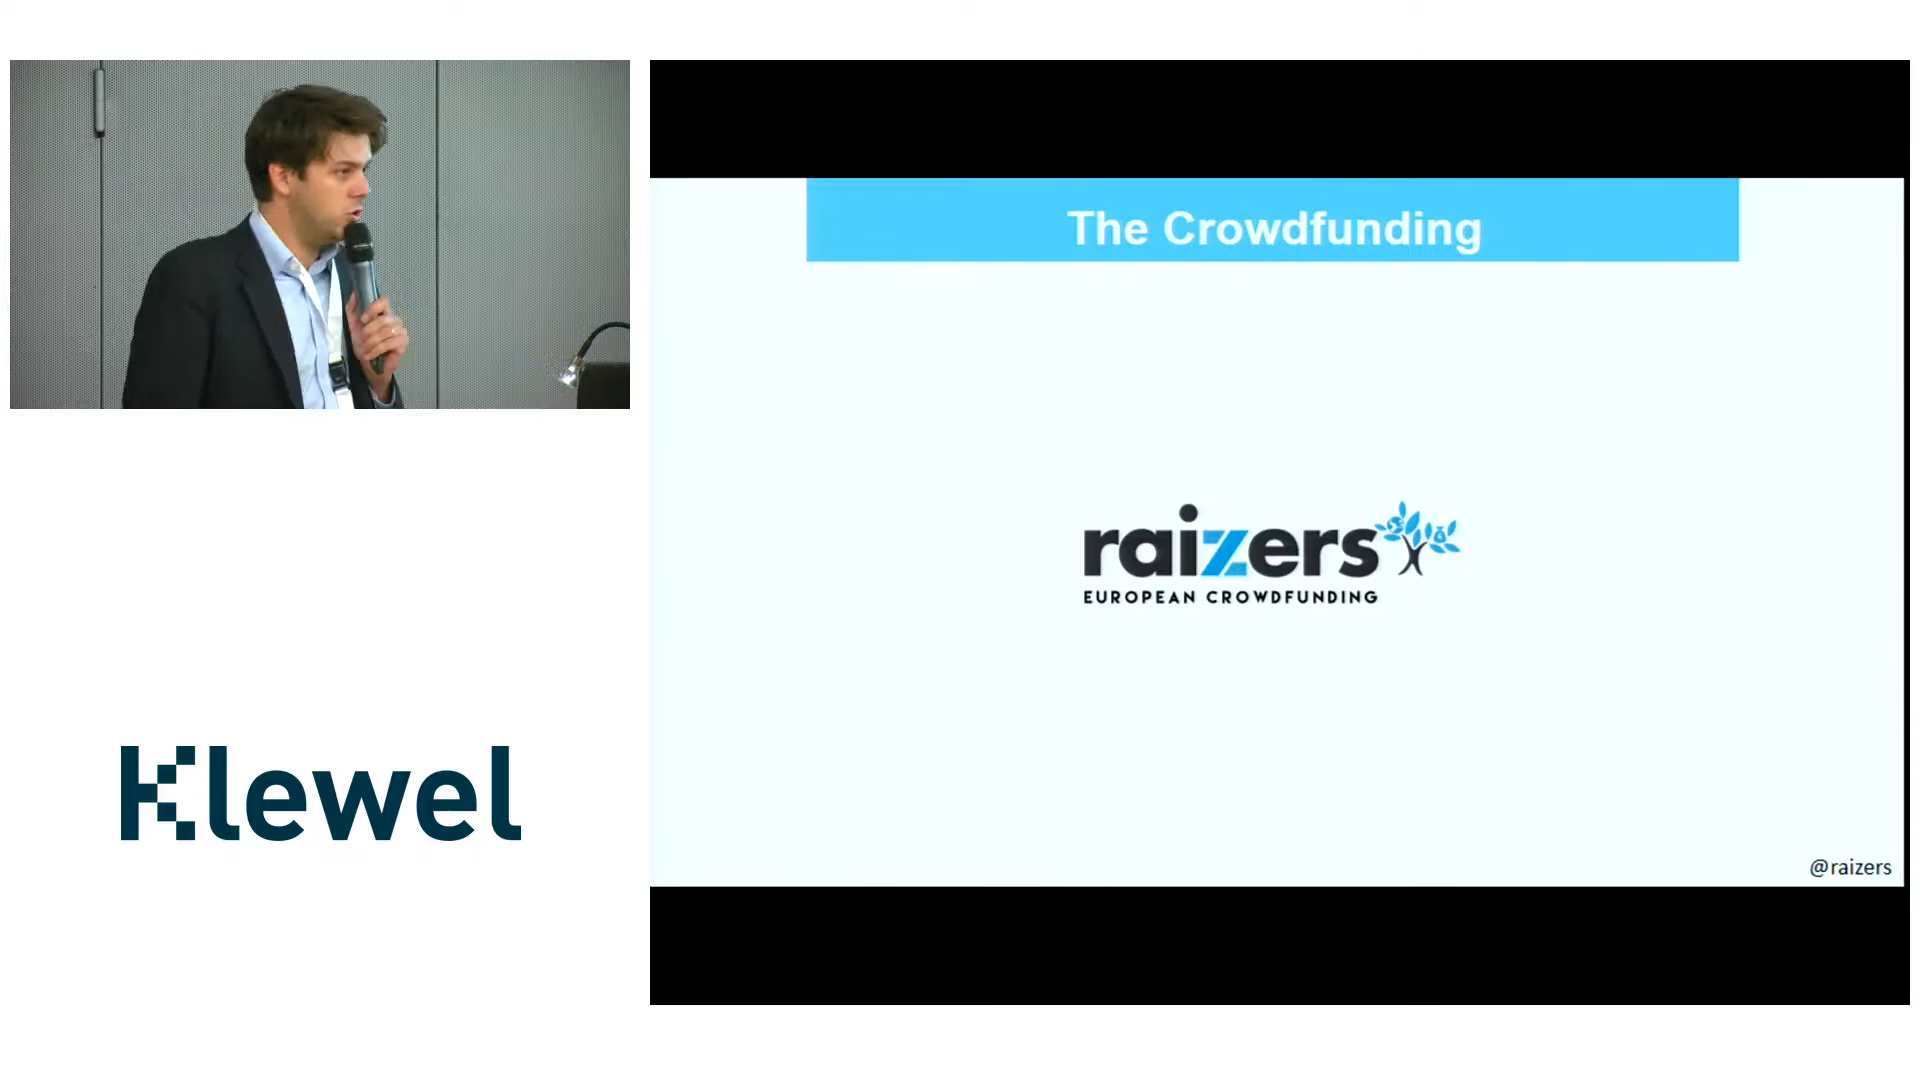 The Crowdfunding
raizers
EUROPEAN CROWDFUNDING
@raizers
Klewel